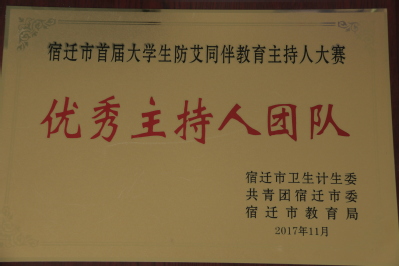 宿迁市首届大学生防艾同伴教育主持人大赛
优秀主持人团队
宿迁市卫生计生委
共青团宿迁市委
宿迁市教育局
2017年11月